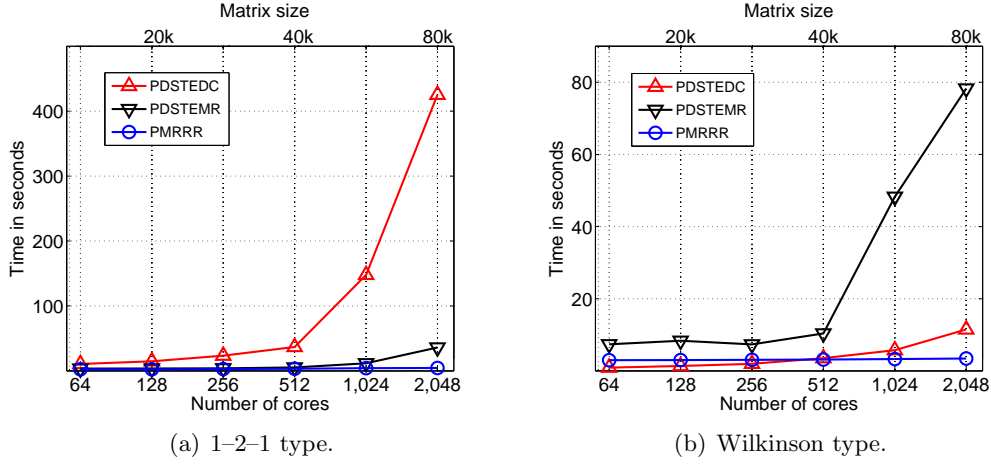 Matrix size
20k 40k 80k
400
300
200
100
Time in seconds
PDSTEDC
PDSTEMR
PMRRR
64 128 256 512 1,024 2,048
Number of cores
(a) 1–2–1 type.
Matrix size
20k 40k 80k
80
60
40
20
Time in seconds
PDSTEDC
PDSTEMR
PMRRR
64 128 256 512 1,024 2,048
Number of cores
(b) Wilkinson type.